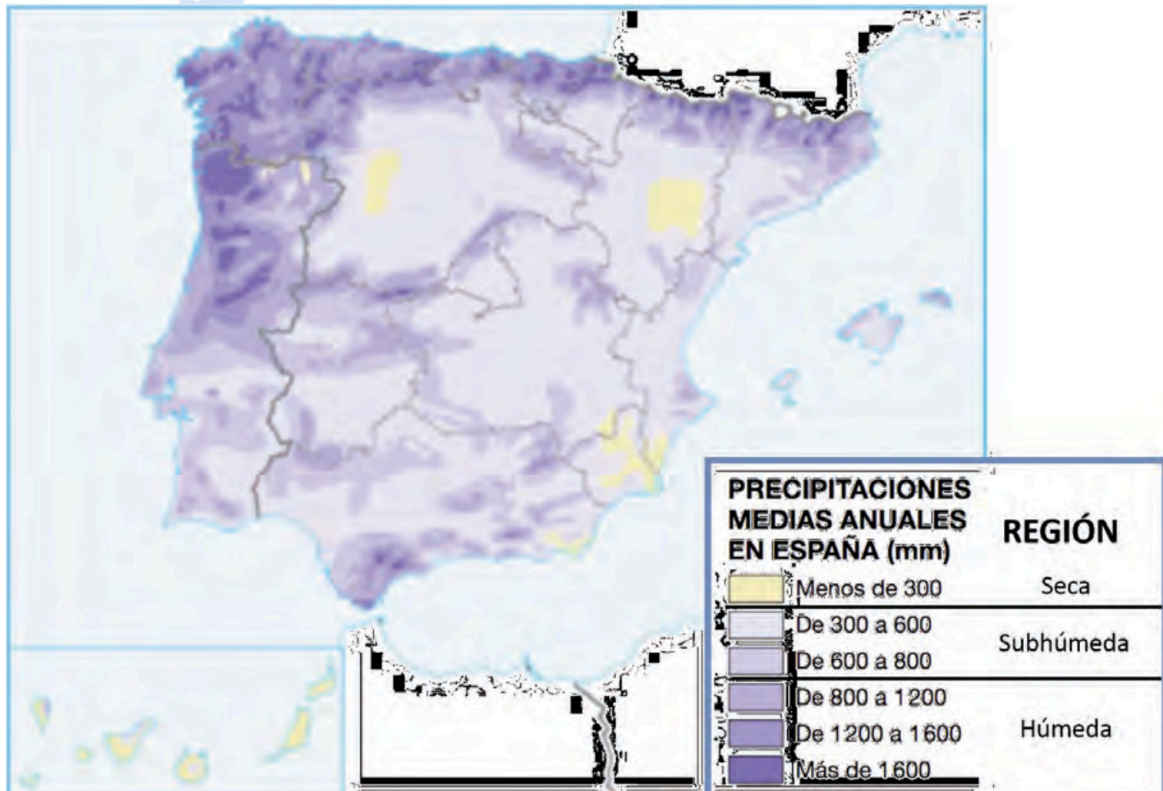 PRECIPITACIONES
MEDIAS ANUALES
EN ESPAÑA (mm)
REGIÓN
Menos de 300
Seca
De 300 a 600
De 600 a 800
Subhúmeda
De 800 a 1200
De 1200 a 1600
Más de 1600
Húmeda